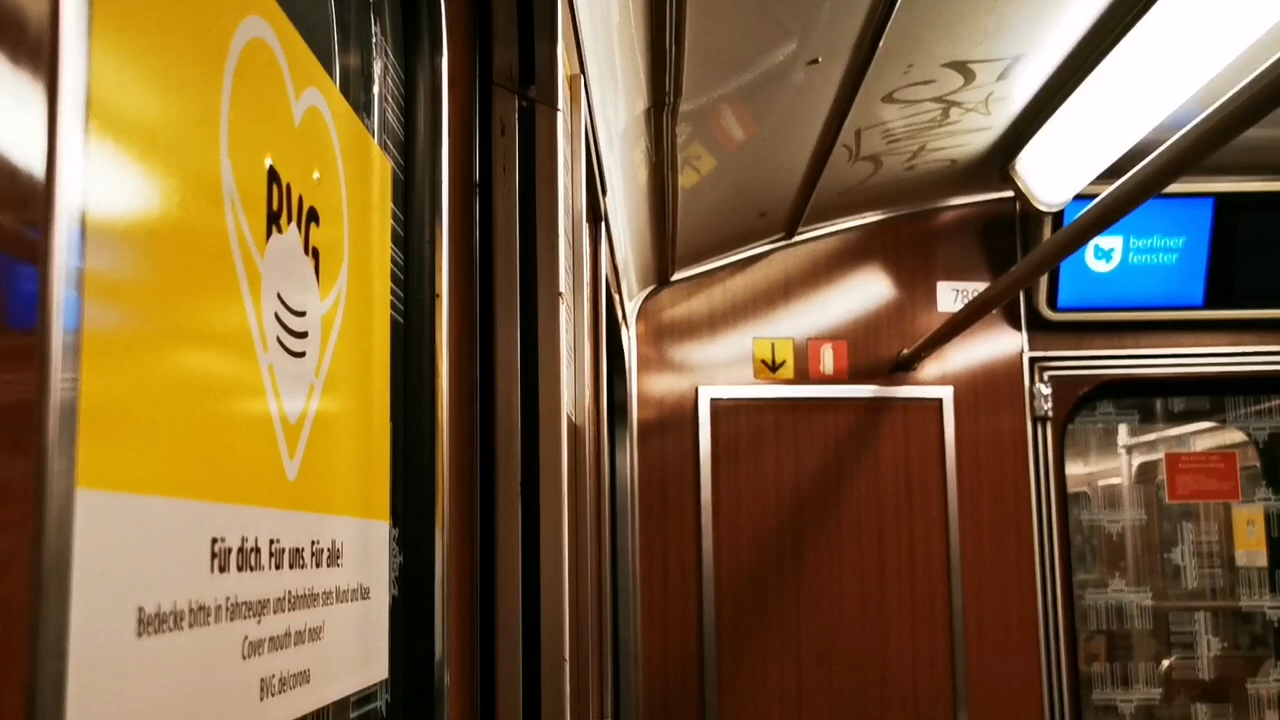 BVG
Für dich. Für uns. Für alle!
Bedecke bitte in Fahrzeugen und Bahnhöfen stets Mund und Nase.
Cover mouth and nose!
BVG.de/corona
bf berliner
fenster